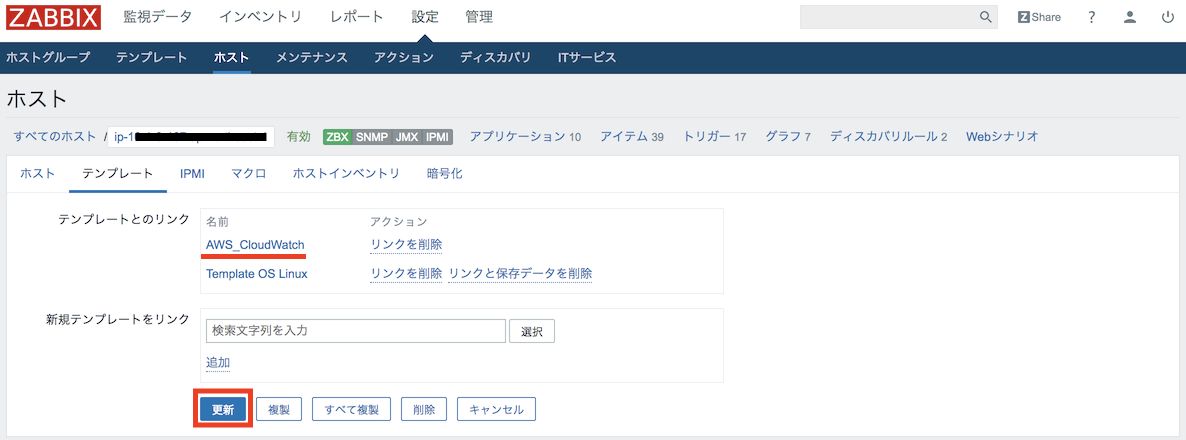 ZABBIX 監視データ インベントリ レポート 設定 管理 Z Share ?
ホストグループ テンプレート ホスト メンテナンス アクション ディスカバリ ITサービス
ホスト
すべてのホスト / 有効 ZBX SNMP JMX IPMI アプリケーション 10 アイテム 39 トリガー 17 グラフ 7 ディスカバリルール 2 Webシナリオ
ホスト テンプレート IPMI マクロ ホストインベントリ 暗号化
テンプレートとのリンク 名前 アクション
AWS_CloudWatch リンクを削除
Template OS Linux リンクを削除 リンクと保存データを削除
新規テンプレートをリンク
検索文字列を入力 選択
追加
更新 複製 すべて複製 削除 キャンセル